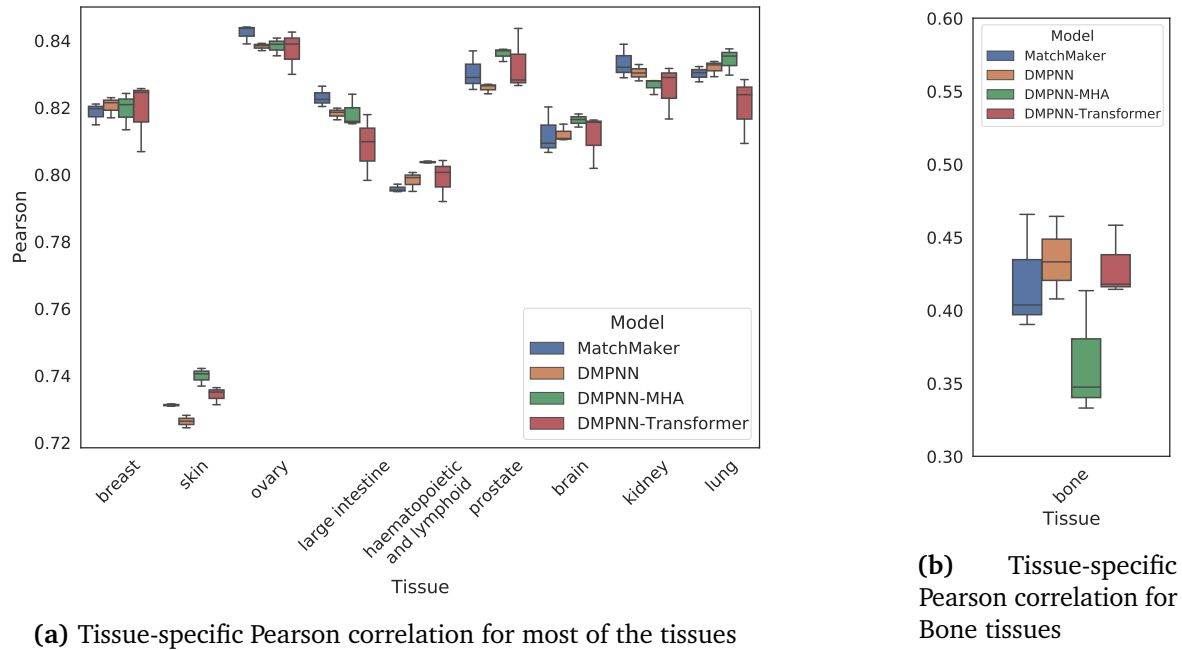 0.84
0.82
0.80
0.78
0.76
0.74
0.72
Pearson
Model
MatchMaker
DMPNN
DMPNN-MHA
DMPNN-Transformer
breast
skin
ovary
large intestine
haematopoietic
and lymphoid
prostate
brain
kidney
lung
Tissue
(a) Tissue-specific Pearson correlation for most of the tissues
0.60
0.55
0.50
0.45
0.40
0.35
0.30
Model
MatchMaker
DMPNN
DMPNN-MHA
DMPNN-Transformer
bone
Tissue
(b) Tissue-specific
Pearson correlation for
Bone tissues